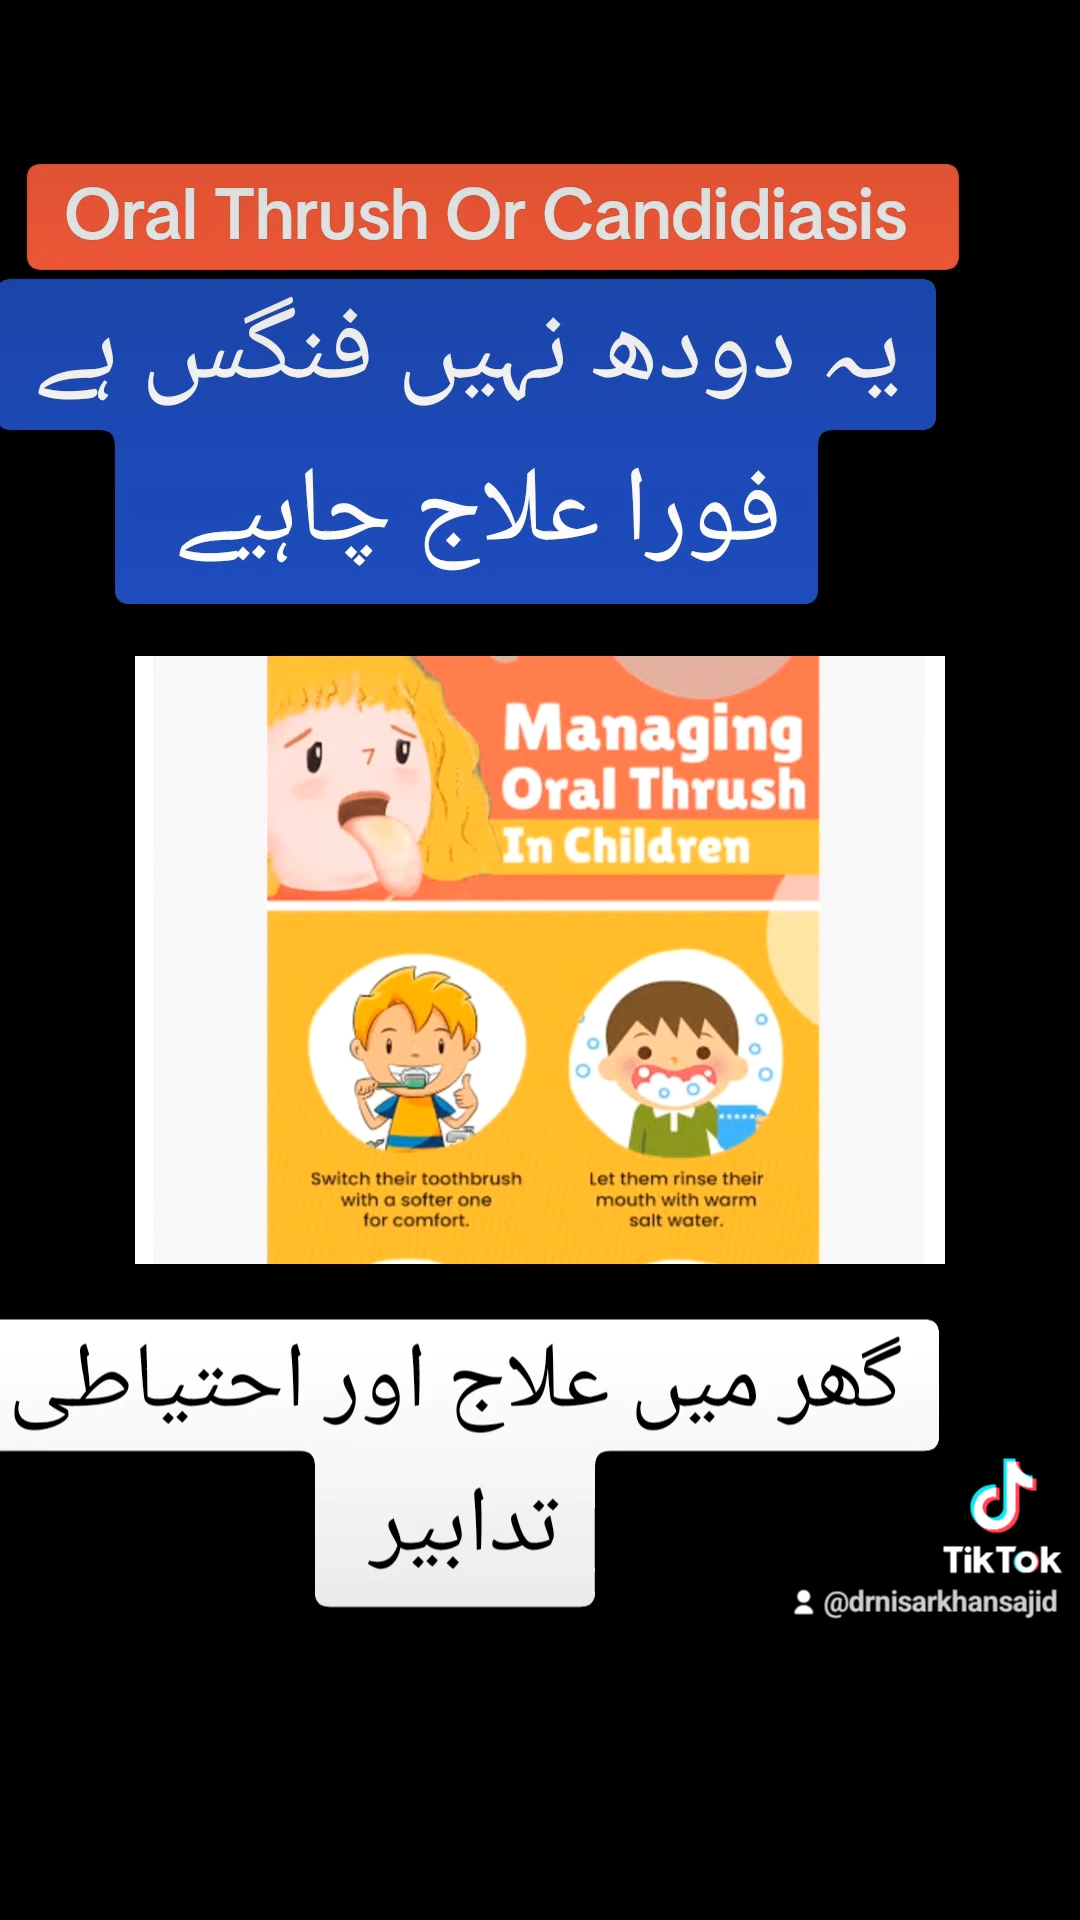 Oral Thrush Or Candidiasis
یہ دودھ نہیں فنگس ہے
فورا علاج چاہیے
Managing
Oral Thrush
In Children
Switch their toothbrush
with a softer one
for comfort.
Let them rinse their
mouth with warm
salt water.
گھر میں علاج اور احتیاطی
تدابیر
TikTok
@drnisarkhansajid